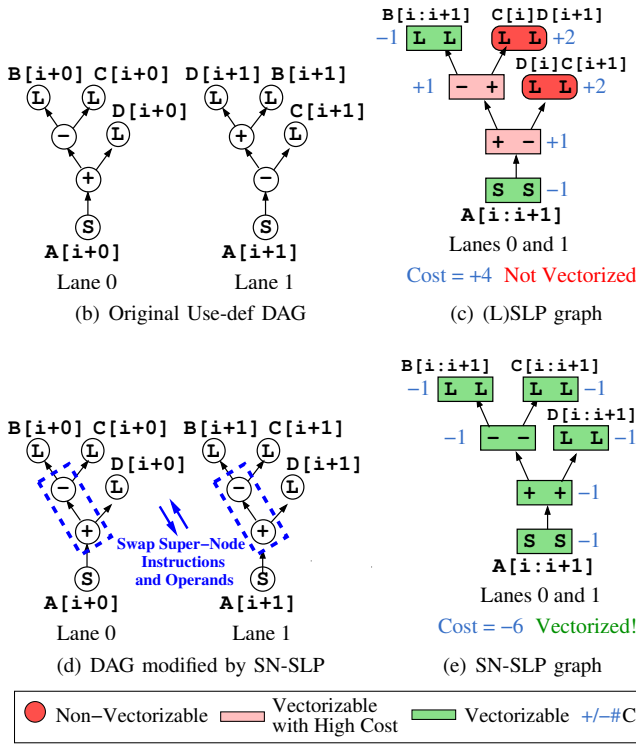 B[i+0] C[i+0]
D[i+0]
L L L
−
+
S
A[i+0]
Lane 0
D[i+1] B[i+1]
C[i+1]
L L L
+
−
S
A[i+1]
Lane 1
(b) Original Use-def DAG
B[i:i+1] C[i]D[i+1]
−1 L L L L +2
D[i]C[i+1]
+1 − + L L +2
+ − +1
S S −1
A[i:i+1]
Lanes 0 and 1
Cost = +4 Not Vectorized
(c) (L)SLP graph
B[i+0] C[i+0]
D[i+0]
L L L
−
+
S
A[i+0]
Lane 0
Swap Super−Node
Instructions
and Operands
B[i+1] C[i+1]
D[i+1]
L L L
−
+
S
A[i+1]
Lane 1
(d) DAG modified by SN-SLP
B[i:i+1] C[i:i+1]
−1 L L L L −1
D[i:i+1]
−1 − − L L −1
+ + −1
S S −1
A[i:i+1]
Lanes 0 and 1
Cost = −6 Vectorized!
(e) SN-SLP graph
Non−Vectorizable
Vectorizable
with High Cost
Vectorizable
+/−#C